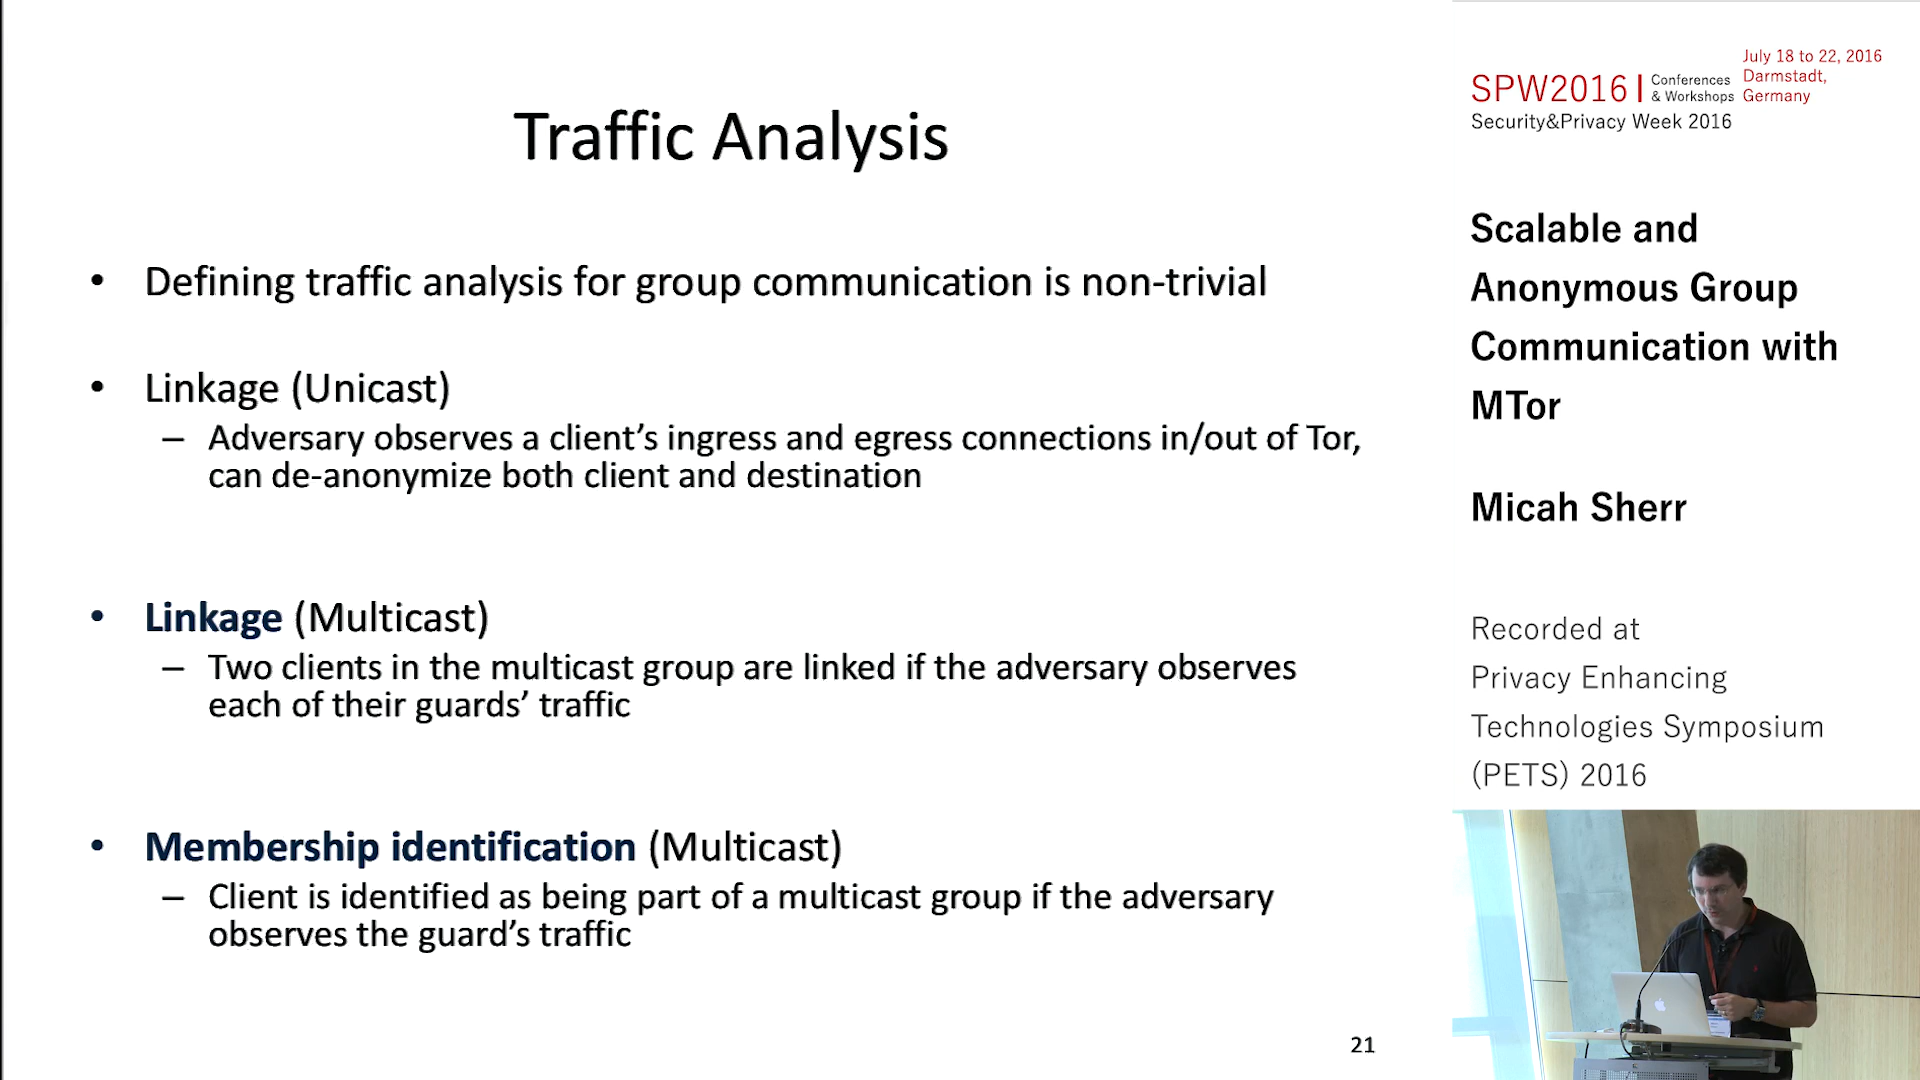 Traffic Analysis
• Defining traffic analysis for group communication is non-trivial
• Linkage (Unicast)
– Adversary observes a client’s ingress and egress connections in/out of Tor,
can de-anonymize both client and destination
• Linkage (Multicast)
– Two clients in the multicast group are linked if the adversary observes
each of their guards’ traffic
• Membership identification (Multicast)
– Client is identified as being part of a multicast group if the adversary
observes the guard’s traffic
21
SPW2016 | Conferences
& Workshops
July 18 to 22, 2016
Darmstadt,
Germany
Security&Privacy Week 2016
Scalable and
Anonymous Group
Communication with
MTor
Micah Sherr
Recorded at
Privacy Enhancing
Technologies Symposium
(PETS) 2016